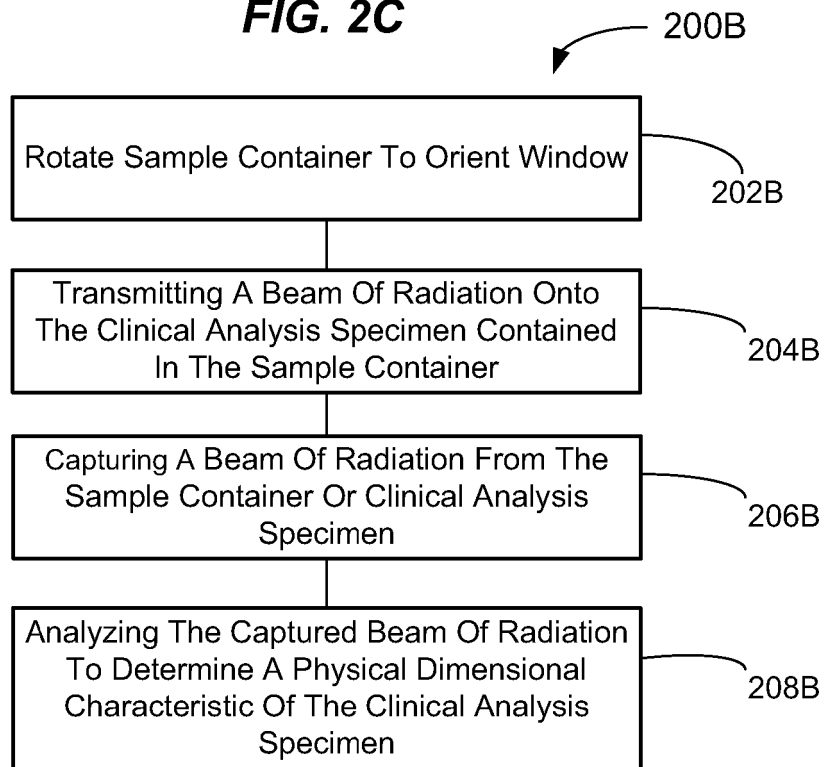 FIG. 2C
200B
Rotate Sample Container To Orient Window
202B
Transmitting A Beam Of Radiation Onto
The Clinical Analysis Specimen Contained
In The Sample Container
204B
Capturing A Beam Of Radiation From The
Sample Container Or Clinical Analysis
Specimen
206B
Analyzing The Captured Beam Of Radiation
To Determine A Physical Dimensional
Characteristic Of The Clinical Analysis
Specimen
208B